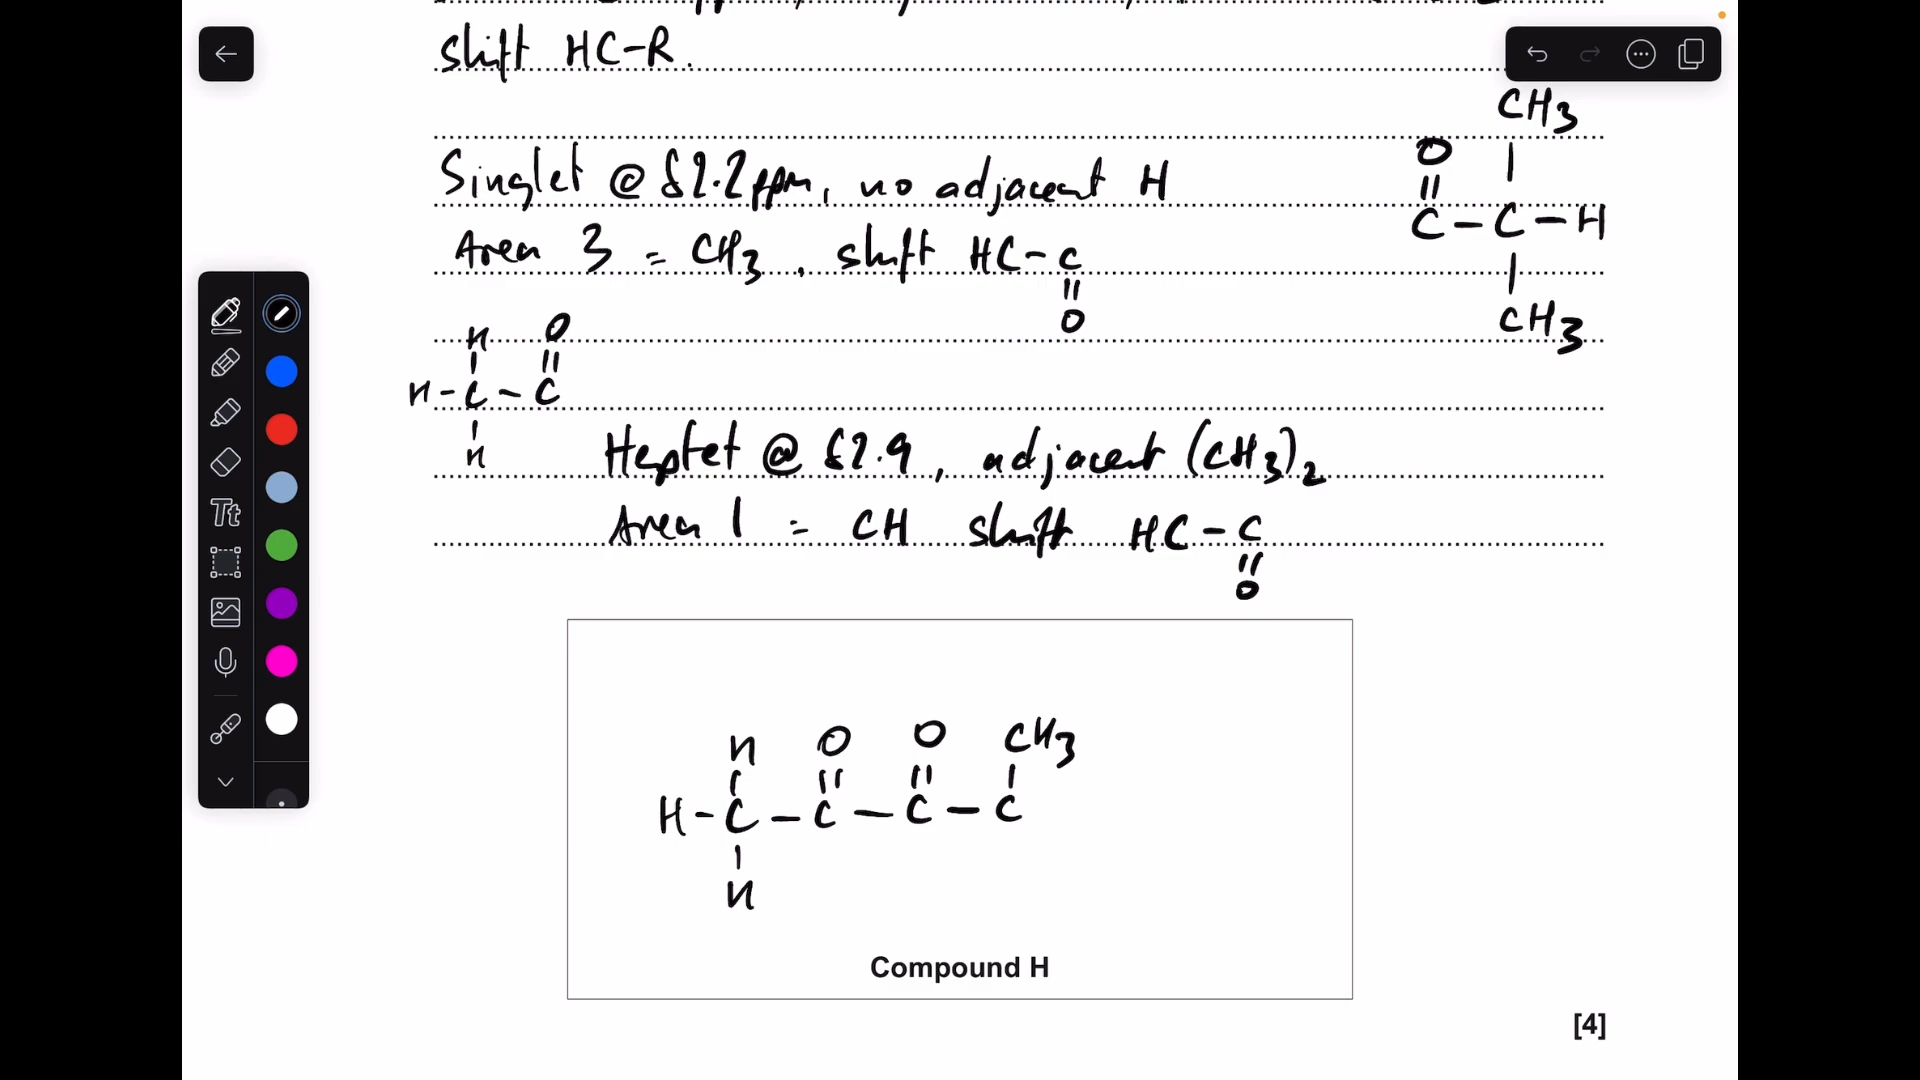 shift HC-R.
CH3
|
O
||
C - C - H
|
CH3
Singlet @ δ2.2ppm, no adjacent H
Area 3 = CH3, shift HC-C
||
O
H O
| ||
H - C - C
|
H
Heptet @ δ2.9, adjacent (CH3)2
Area 1 = CH shift HC-C
||
O
H O O CH3
| || || |
H - C - C - C - C
|
H
Compound H
[4]
Tt